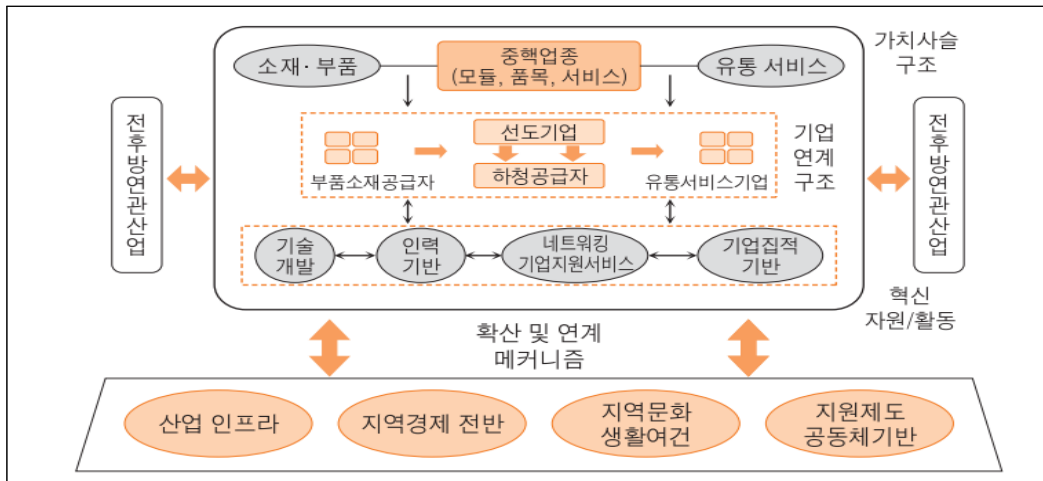 가치사슬
구조
소재·부품
중핵업종
(모듈, 품목, 서비스)
유통 서비스
전후방연관산업
선도기업
하청공급자
부품소재공급자
유통서비스기업
기업
연계
구조
전후방연관산업
기술
개발
인력
기반
네트워킹
기업지원서비스
기업집적
기반
혁신
자원/활동
확산 및 연계
메커니즘
산업 인프라
지역경제 전반
지역문화
생활여건
지원제도
공동체기반